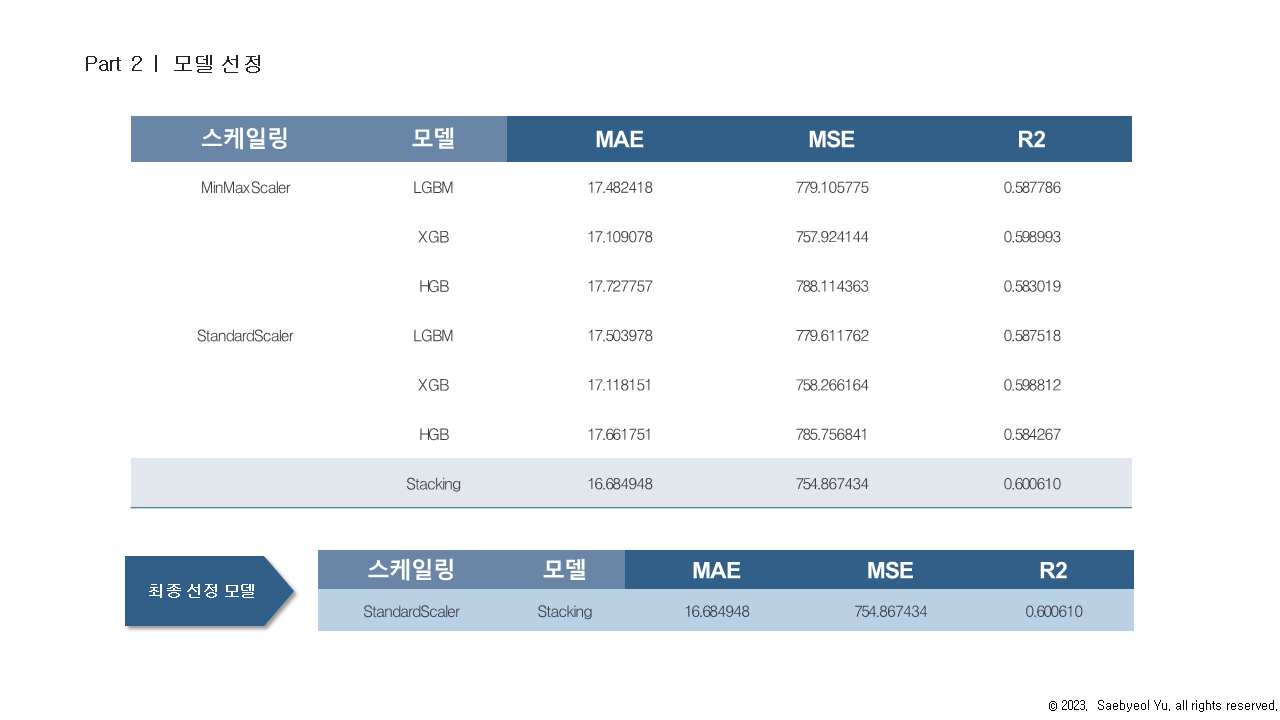 Part 2 | 모델 선정
스케일링 모델 MAE MSE R2
MinMaxScaler LGBM 17.482418 779.105775 0.587786
XGB 17.109078 757.924144 0.598993
HGB 17.727757 788.114363 0.583019
StandardScaler LGBM 17.503978 779.611762 0.587518
XGB 17.118151 758.266164 0.598812
HGB 17.661751 785.756841 0.584267
Stacking 16.684948 754.867434 0.600610
최종 선정 모델
스케일링 모델 MAE MSE R2
StandardScaler Stacking 16.684948 754.867434 0.600610
© 2023. Saebyeol Yu. all rights reserved.